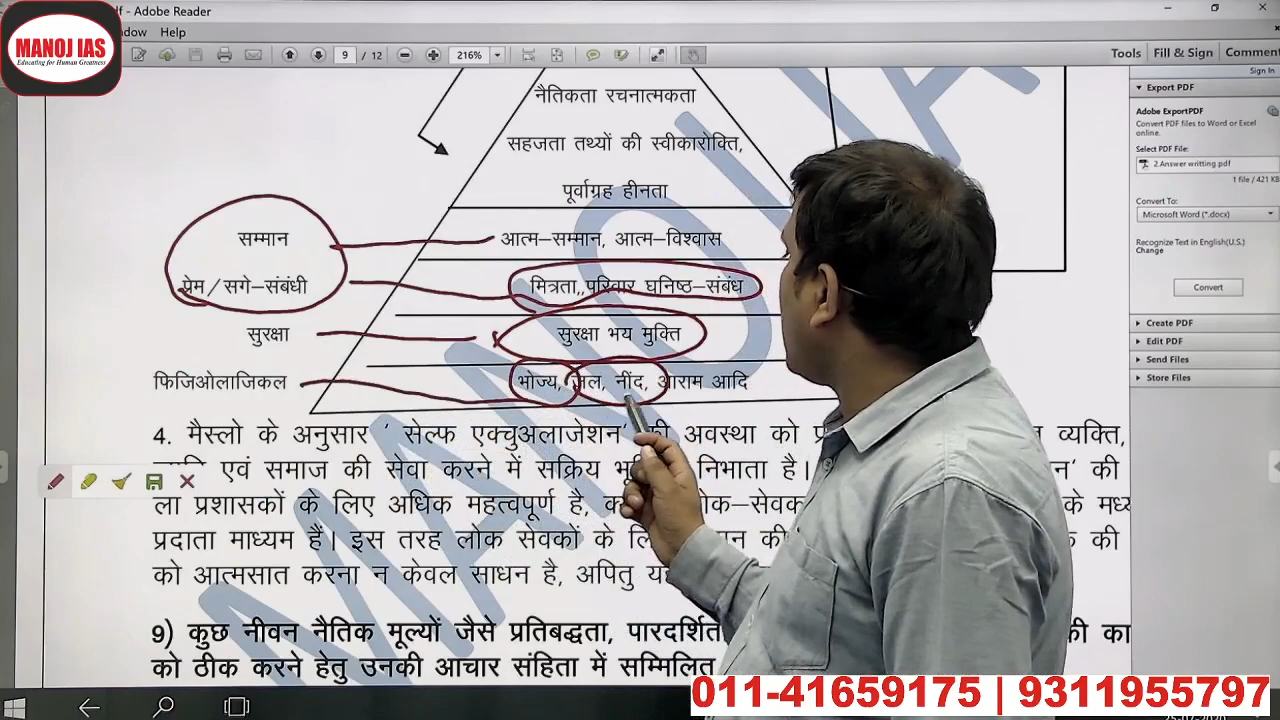 MANOJ IAS
Educating for Human Greatness
df - Adobe Reader
ndow Help
9 / 12 216%
Tools Fill & Sign Comment
Sign In
Export PDF
Adobe ExportPDF
Convert PDF files to Word or Excel
online.
Select PDF File:
2.Answer writting pdf
1 file / 421 KB
Convert To:
Microsoft Word (*.docx)
Recognize Text in English(U.S.)
Change
Convert
Create PDF
Edit PDF
Send Files
Store Files
नैतिकता रचनात्मकता
सहजता तथ्यों की स्वीकारोक्ति,
पूर्वाग्रह हीनता
सम्मान आत्म–सम्मान, आत्म–विश्वास
प्रेम/सगे–संबंधी मित्रता,,परिवार घनिष्ठ–संबंध
सुरक्षा सुरक्षा भय मुक्ति
फिजिओलाजिकल भोज्य, जल, नींद, आराम आदि
4. मैस्लो के अनुसार ' सेल्फ एक्चुअलाजेशन' की अवस्था को व्यक्ति,
एवं समाज की सेवा करने में सक्रिय निभाता है। की
ला प्रशासकों के लिए अधिक महत्वपूर्ण है, के
प्रदाता माध्यम हैं। इस तरह लोक सेवकों के की
को आत्मसात करना न केवल साधन है, अपितु
9) कुछ नीवन नैतिक मूल्यों जैसे प्रतिबद्धता,
को ठीक करने हेतु उनकी आचार संहिता में सम्मिलित
MANOJ IA
011-41659175 | 9311955797